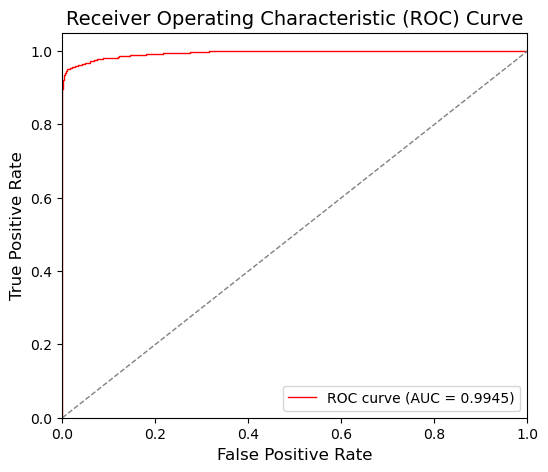 Receiver Operating Characteristic (ROC) Curve
True Positive Rate
1.0
0.8
0.6
0.4
0.2
0.0
ROC curve (AUC = 0.9945)
0.0 0.2 0.4 0.6 0.8 1.0
False Positive Rate